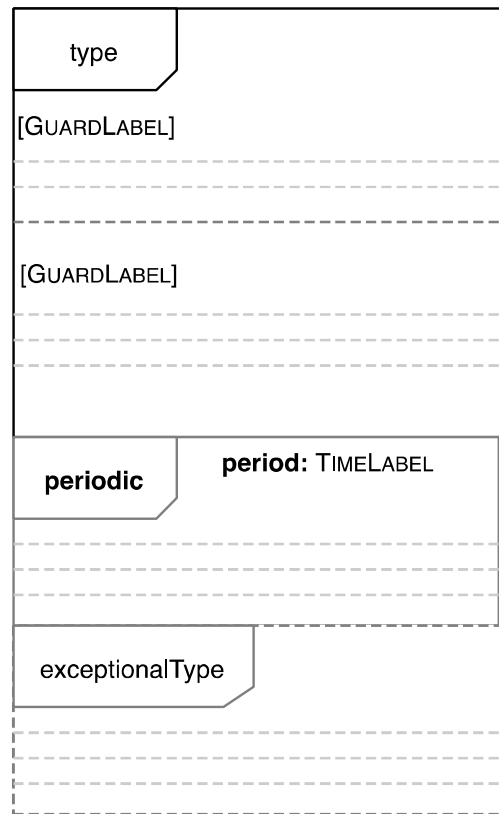 type
[GUARDLABEL]
[GUARDLABEL]
period: TIMELABEL
periodic
exceptionalType